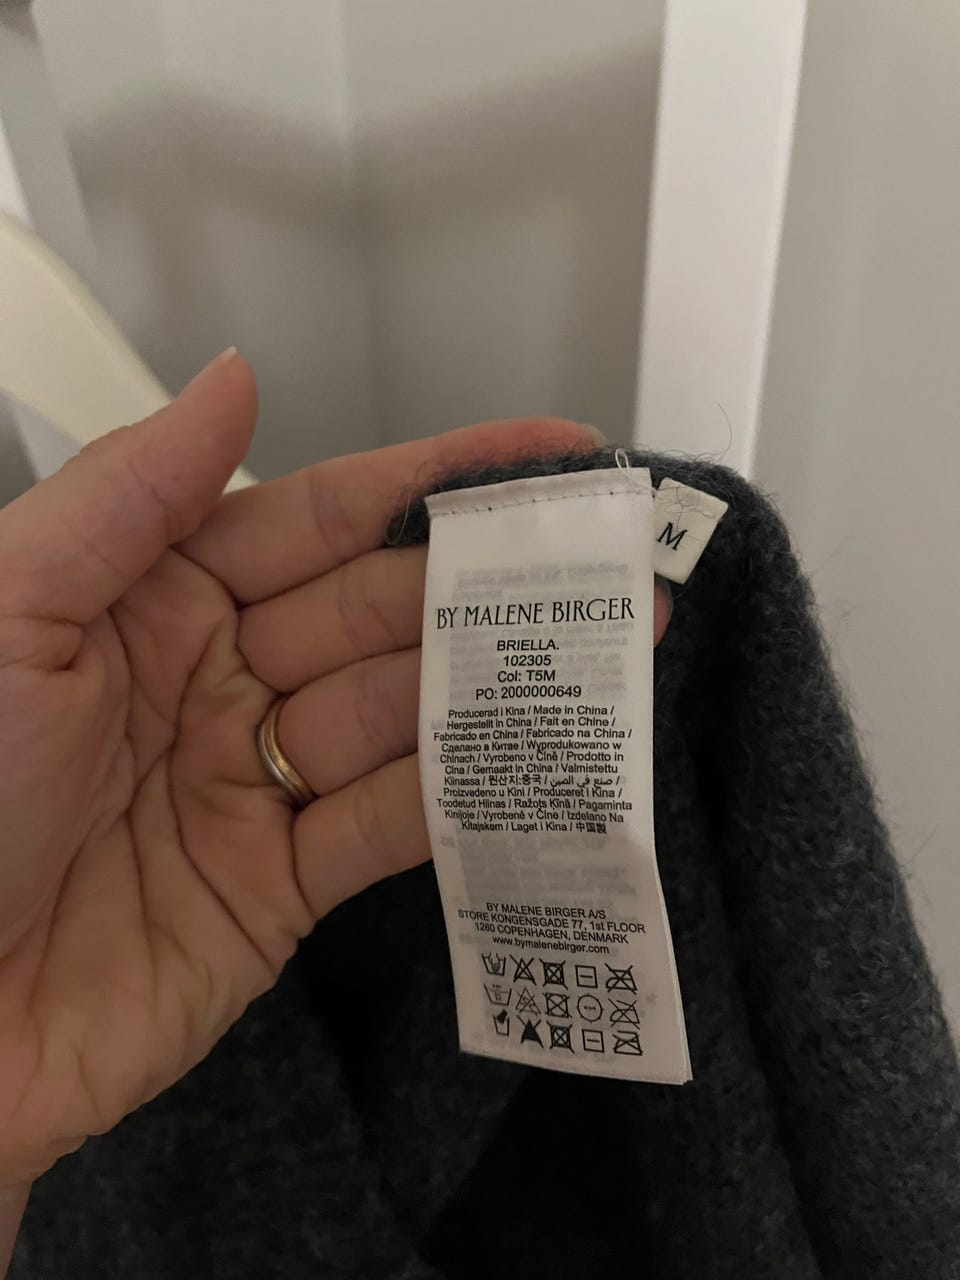 M
BY MALENE BIRGER
BRIELLA.
102305
Col: T5M
PO: 2000000649
Producerad i Kina / Made in China /
Hergestellt in China / Fait en Chine /
Fabricado en China / Fabricado na China /
Сделано в Китае / Wyprodukowano w
Chinach / Vyrobeno v Číně / Prodotto in
Cina / Gemaakt in China / Valmistettu
Kiinassa / 원산지:중국 / صنع في الصين /
Proizvedeno u Kini / Produceret i Kina /
Toodetud Hiinas / Ražots Ķīnā / Pagaminta
Kinijoje / Vyrobené v Číne / Izdelano Na
Kitajskem / Laget i Kina / 中国製
BY MALENE BIRGER A/S
STORE KONGENSGADE 77, 1st FLOOR
1260 COPENHAGEN, DENMARK
www.bymalenebirger.com